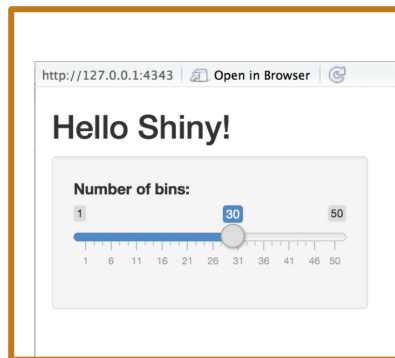 http://127.0.0.1:4343 Open in Browser
Hello Shiny!
Number of bins:
1 30 50
1 6 11 16 21 26 31 36 41 46 50